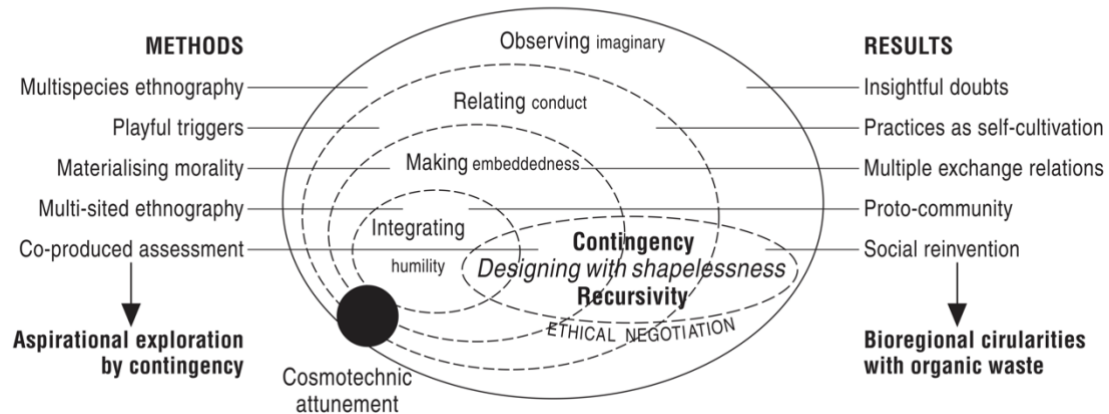 METHODS
Multispecies ethnography
Playful triggers
Materialising morality
Multi-sited ethnography
Co-produced assessment
Aspirational exploration
by contingency
Observing imaginary
Relating conduct
Making embeddedness
Integrating
humility
Contingency
Designing with shapelessness
Recursivity
ETHICAL NEGOTIATION
Cosmotechnic
attunement
RESULTS
Insightful doubts
Practices as self-cultivation
Multiple exchange relations
Proto-community
Social reinvention
Bioregional cirularities
with organic waste